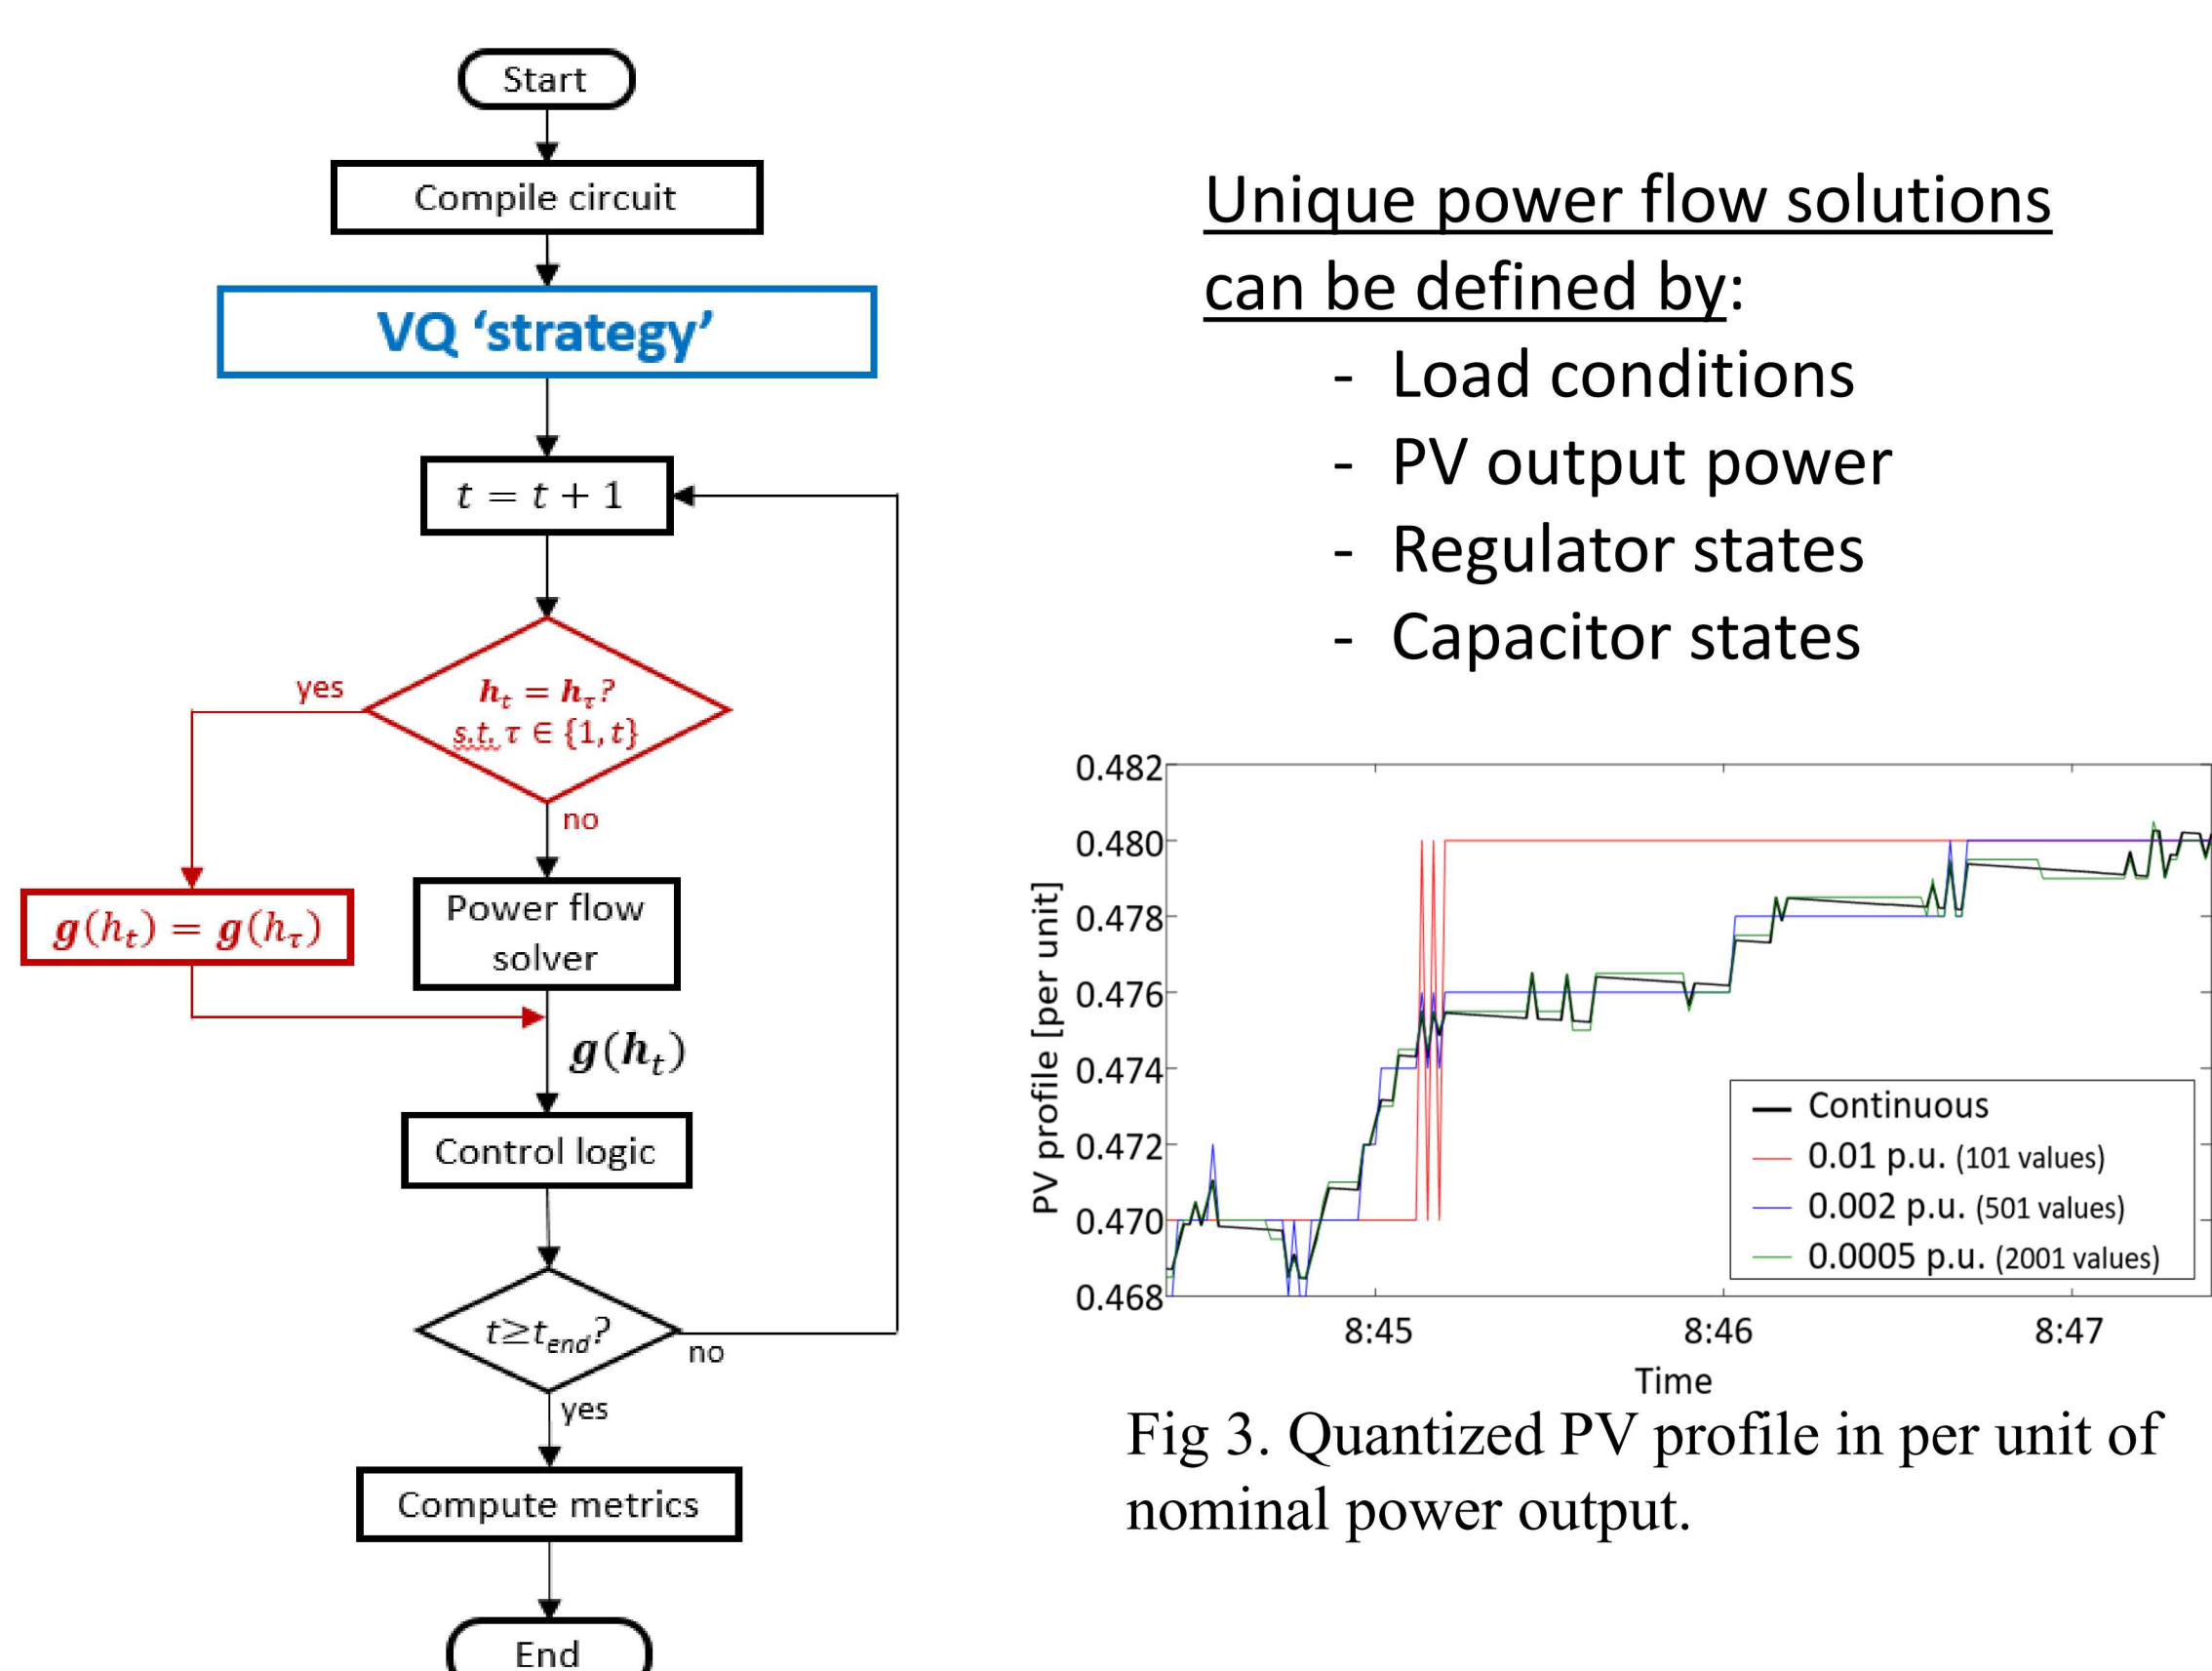 Start
Compile circuit
VQ ‘strategy’
t = t + 1
yes
h_t = h_τ?
s.t. τ ∈ {1, t}
no
g(h_t) = g(h_τ)
Power flow
solver
g(h_t)
Control logic
t≥t_end?
no
yes
Compute metrics
End
Unique power flow solutions
can be defined by:
- Load conditions
- PV output power
- Regulator states
- Capacitor states
PV profile [per unit]
0.482
0.480
0.478
0.476
0.474
0.472
0.470
0.468
Continuous
0.01 p.u. (101 values)
0.002 p.u. (501 values)
0.0005 p.u. (2001 values)
8:45 8:46 8:47
Time
Fig 3. Quantized PV profile in per unit of
nominal power output.